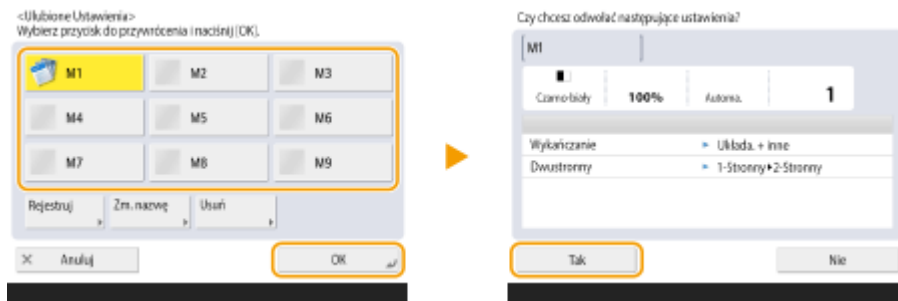 <Ulubione Ustawienia>
Wybierz przycisk do przywrócenia i naciśnij [OK].
M1 M2 M3
M4 M5 M6
M7 M8 M9
Rejestruj Zm. nazwę Usuń
Anuluj OK
Czy chcesz odwołać następujące ustawienia?
M1
Czarno-biały 100% Automa. 1
Wykańczanie Układa. + inne
Dwustronny 1-Stronny 2-Stronny
Tak Nie